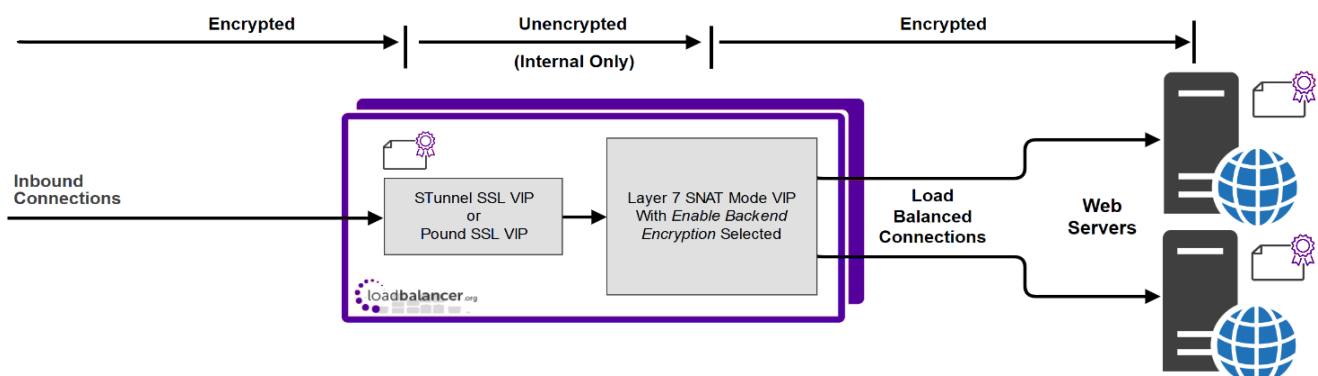 Encrypted
Unencrypted
(Internal Only)
Encrypted
Inbound
Connections
STunnel SSL VIP
or
Pound SSL VIP
Layer 7 SNAT Mode VIP
With Enable Backend
Encryption Selected
Load
Balanced
Connections
Web
Servers
loadbalancer.org